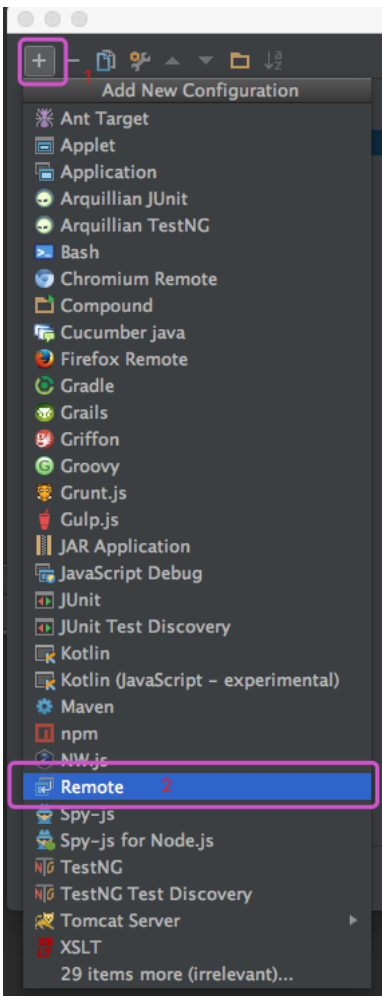 1
Add New Configuration
Ant Target
Applet
Application
Arquillian JUnit
Arquillian TestNG
Bash
Chromium Remote
Compound
Cucumber java
Firefox Remote
Gradle
Grails
Griffon
Groovy
Grunt.js
Gulp.js
JAR Application
JavaScript Debug
JUnit
JUnit Test Discovery
Kotlin
Kotlin (JavaScript – experimental)
Maven
npm
NW.js
Remote 2
Spy-js
Spy-js for Node.js
TestNG
TestNG Test Discovery
Tomcat Server
XSLT
29 items more (irrelevant)...